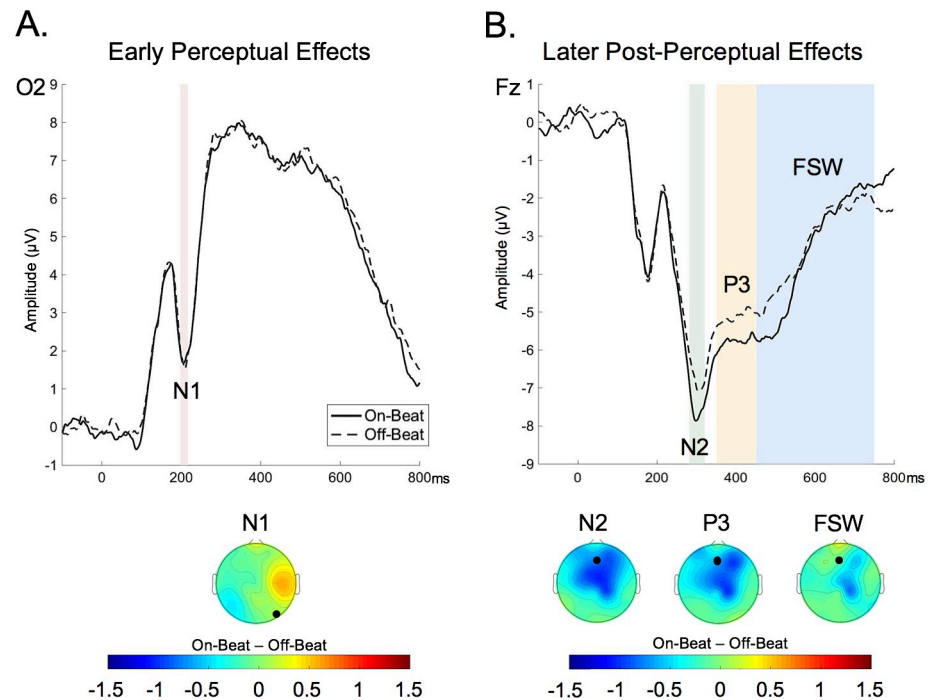 A.
Early Perceptual Effects
O2
9
8
7
6
5
4
3
2
1
0
-1
Amplitude (μV)
N1
On-Beat
Off-Beat
0 200 400 600 800ms
N1
On-Beat – Off-Beat
-1.5 -1 -0.5 0 0.5 1 1.5
B.
Later Post-Perceptual Effects
Fz
1
0
-1
-2
-3
-4
-5
-6
-7
-8
-9
Amplitude (μV)
FSW
P3
N2
0 200 400 600 800ms
N2 P3 FSW
On-Beat – Off-Beat
-1.5 -1 -0.5 0 0.5 1 1.5